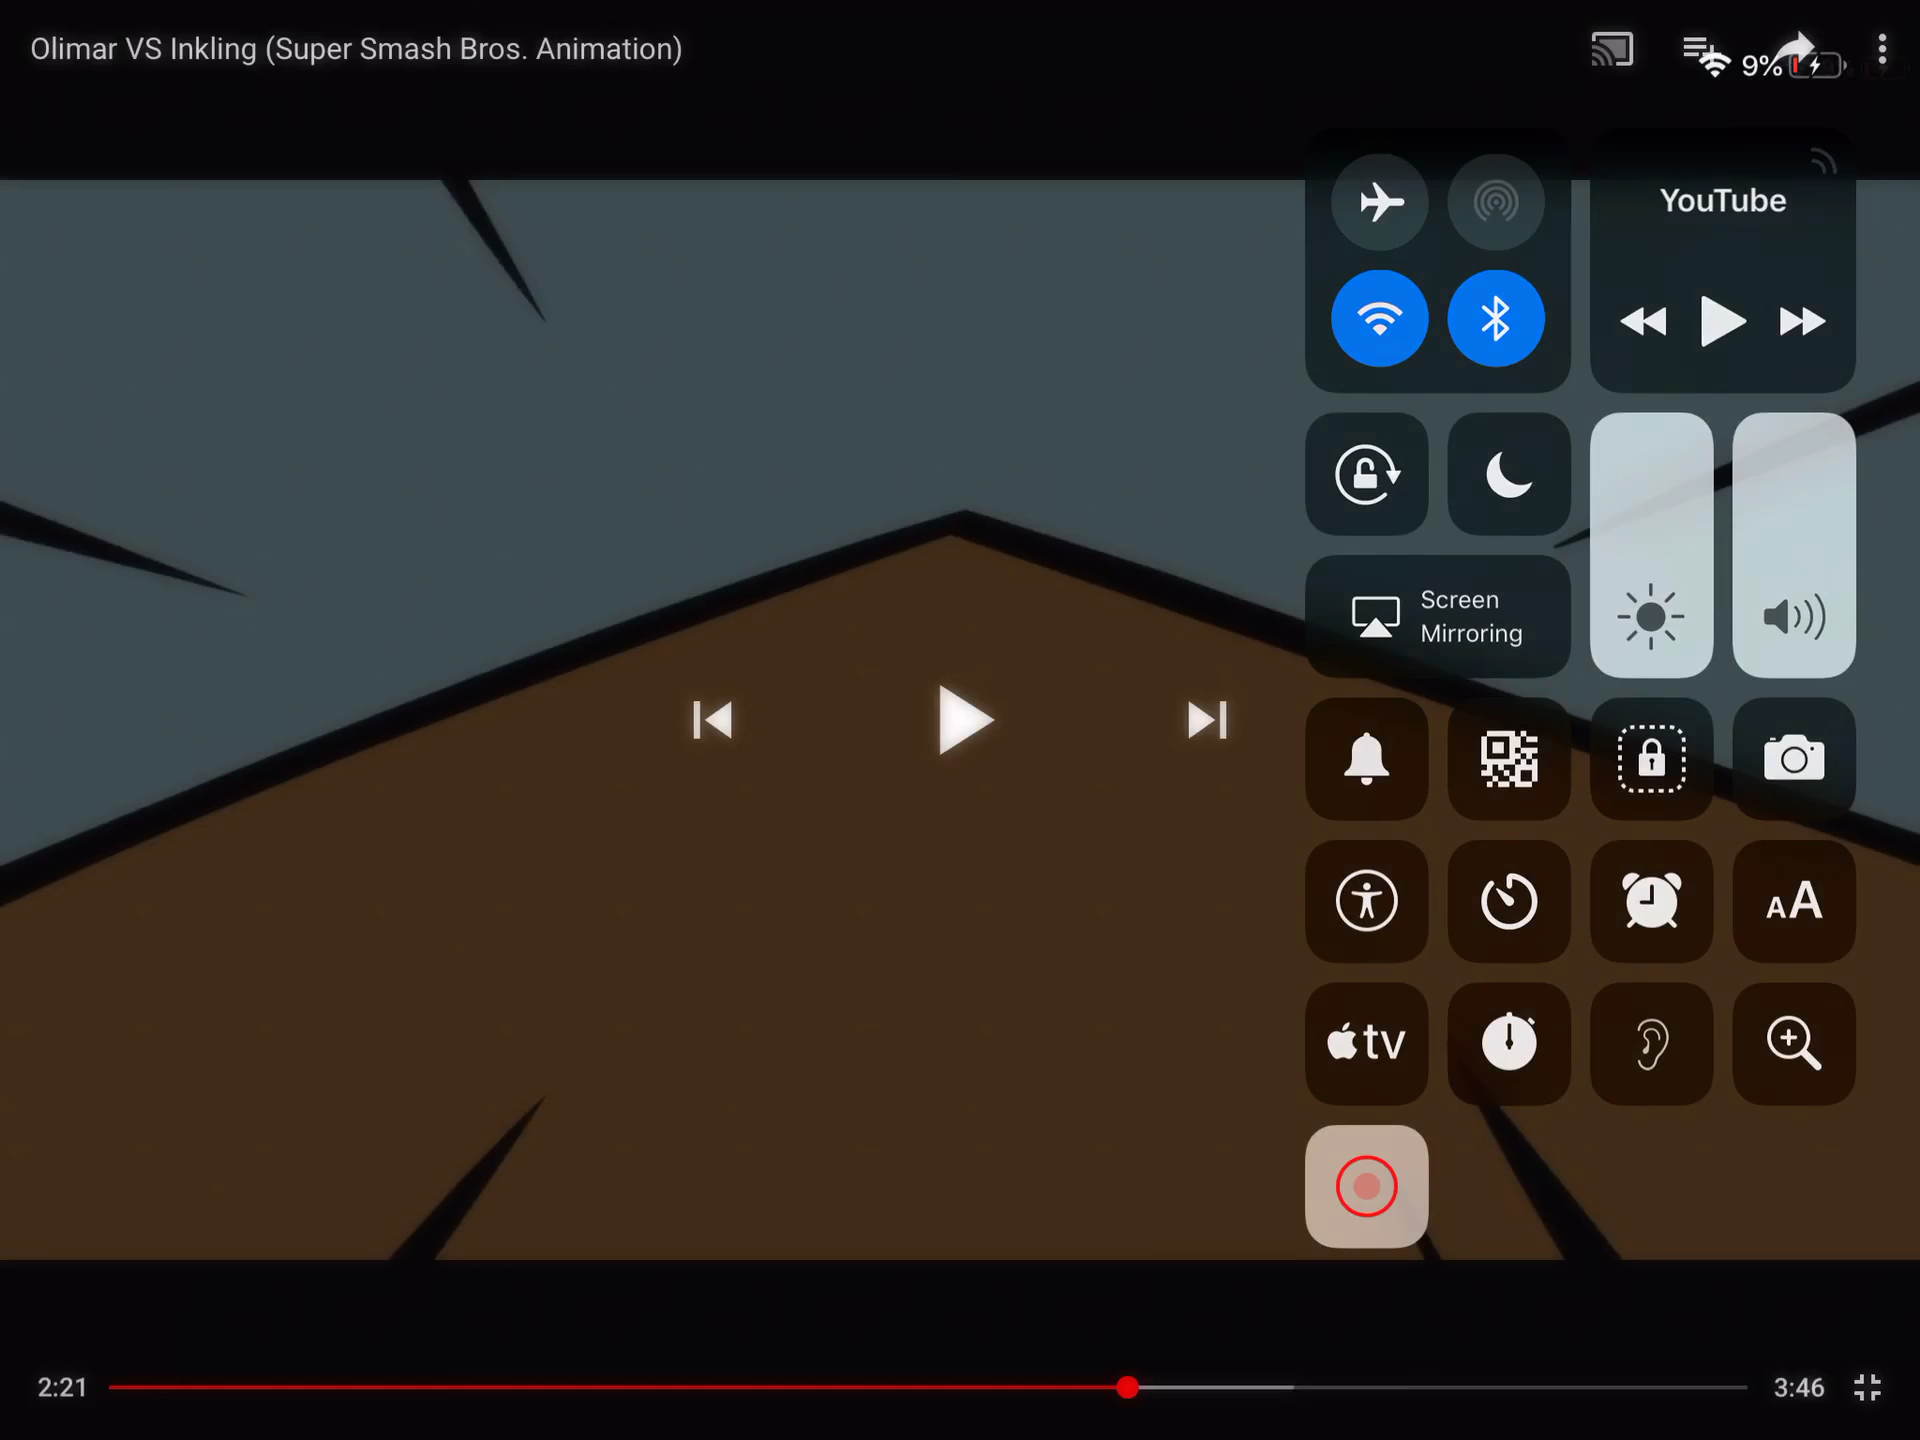 Olimar VS Inkling (Super Smash Bros. Animation)
9%
YouTube
Screen
Mirroring
AA
tv
2:21
3:46